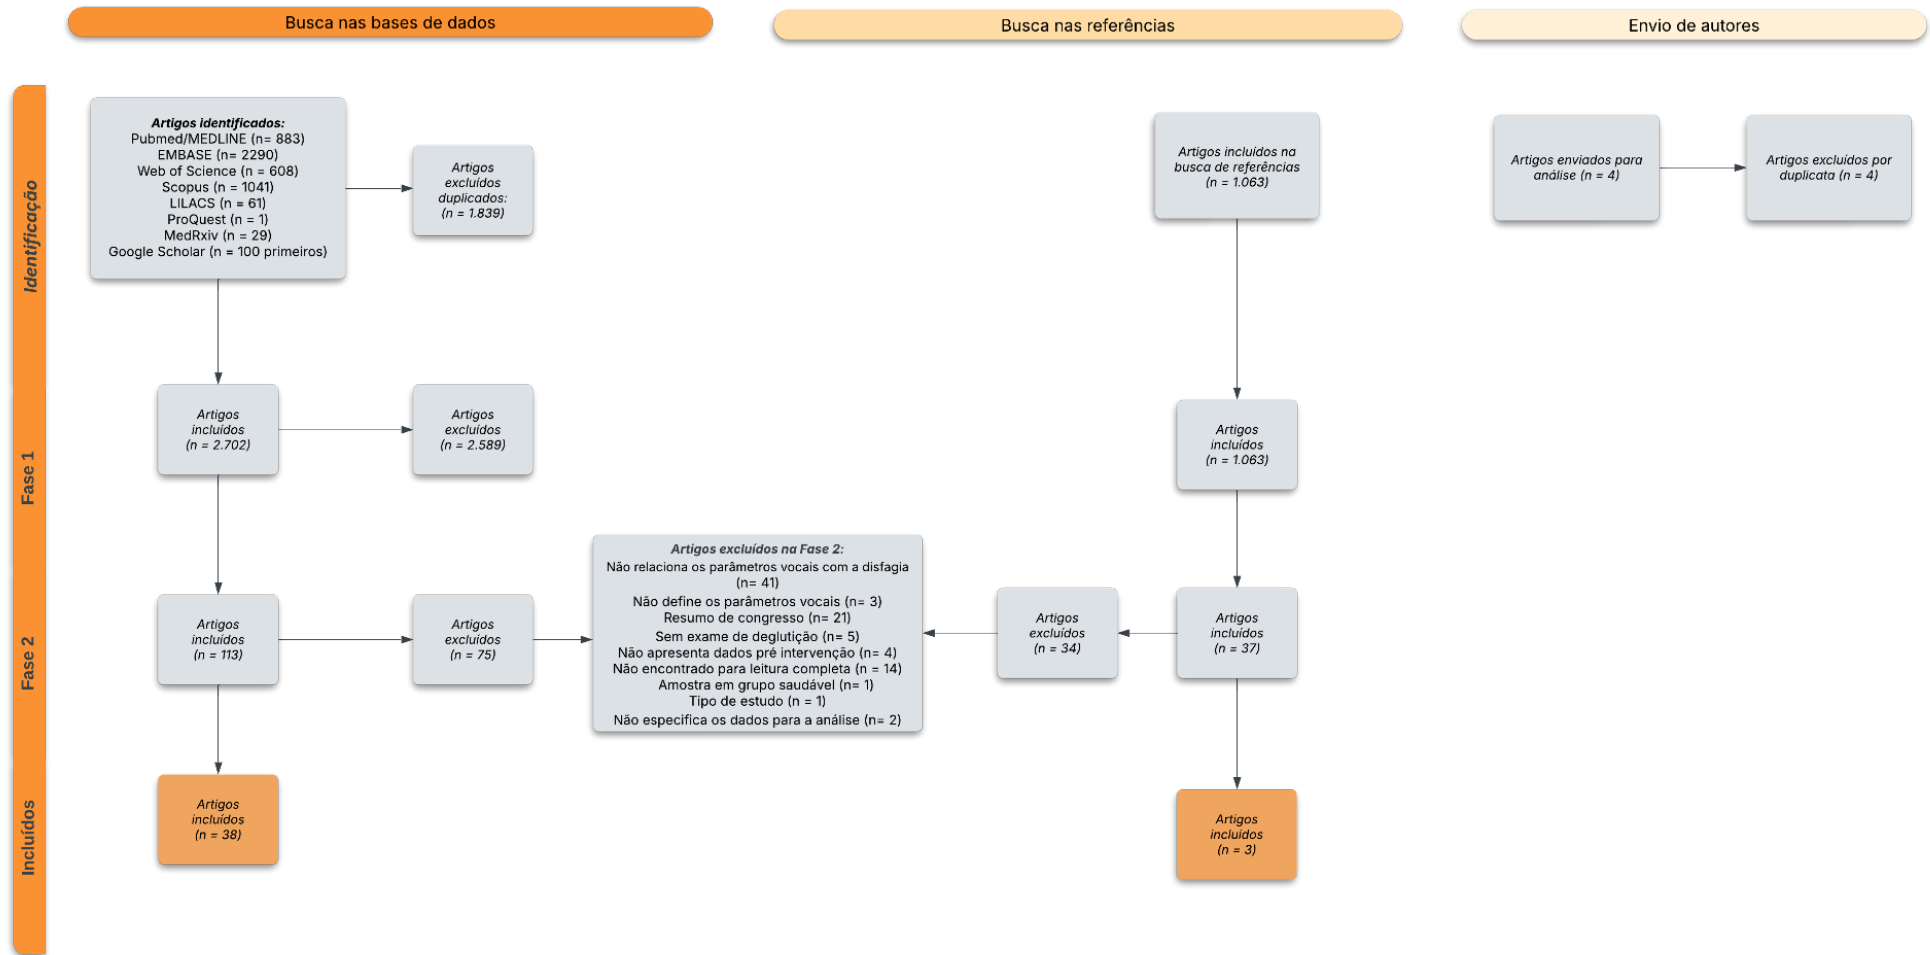 Busca nas bases de dados
Busca nas referências
Envio de autores
Identificação
Artigos identificados:
Pubmed/MEDLINE (n= 883)
EMBASE (n= 2290)
Web of Science (n = 608)
Scopus (n = 1041)
LILACS (n = 61)
ProQuest (n = 1)
MedRxiv (n = 29)
Google Scholar (n = 100 primeiros)
Artigos
excluídos
duplicados:
(n = 1.839)
Artigos incluídos na
busca de referências
(n = 1.063)
Artigos enviados para
análise (n = 4)
Artigos excluídos por
duplicata (n = 4)
Fase 1
Artigos
incluídos
(n = 2.702)
Artigos
excluídos
(n = 2.589)
Artigos
incluídos
(n = 1.063)
Fase 2
Artigos
incluídos
(n = 113)
Artigos
excluídos
(n = 75)
Artigos excluídos na Fase 2:
Não relaciona os parâmetros vocais com a disfagia
(n= 41)
Não define os parâmetros vocais (n= 3)
Resumo de congresso (n= 21)
Sem exame de deglutição (n= 5)
Não apresenta dados pré intervenção (n= 4)
Não encontrado para leitura completa (n = 14)
Amostra em grupo saudável (n= 1)
Tipo de estudo (n = 1)
Não especifica os dados para a análise (n= 2)
Artigos
excluídos
(n = 34)
Artigos
incluídos
(n = 37)
Incluídos
Artigos
incluídos
(n = 38)
Artigos
incluídos
(n = 3)